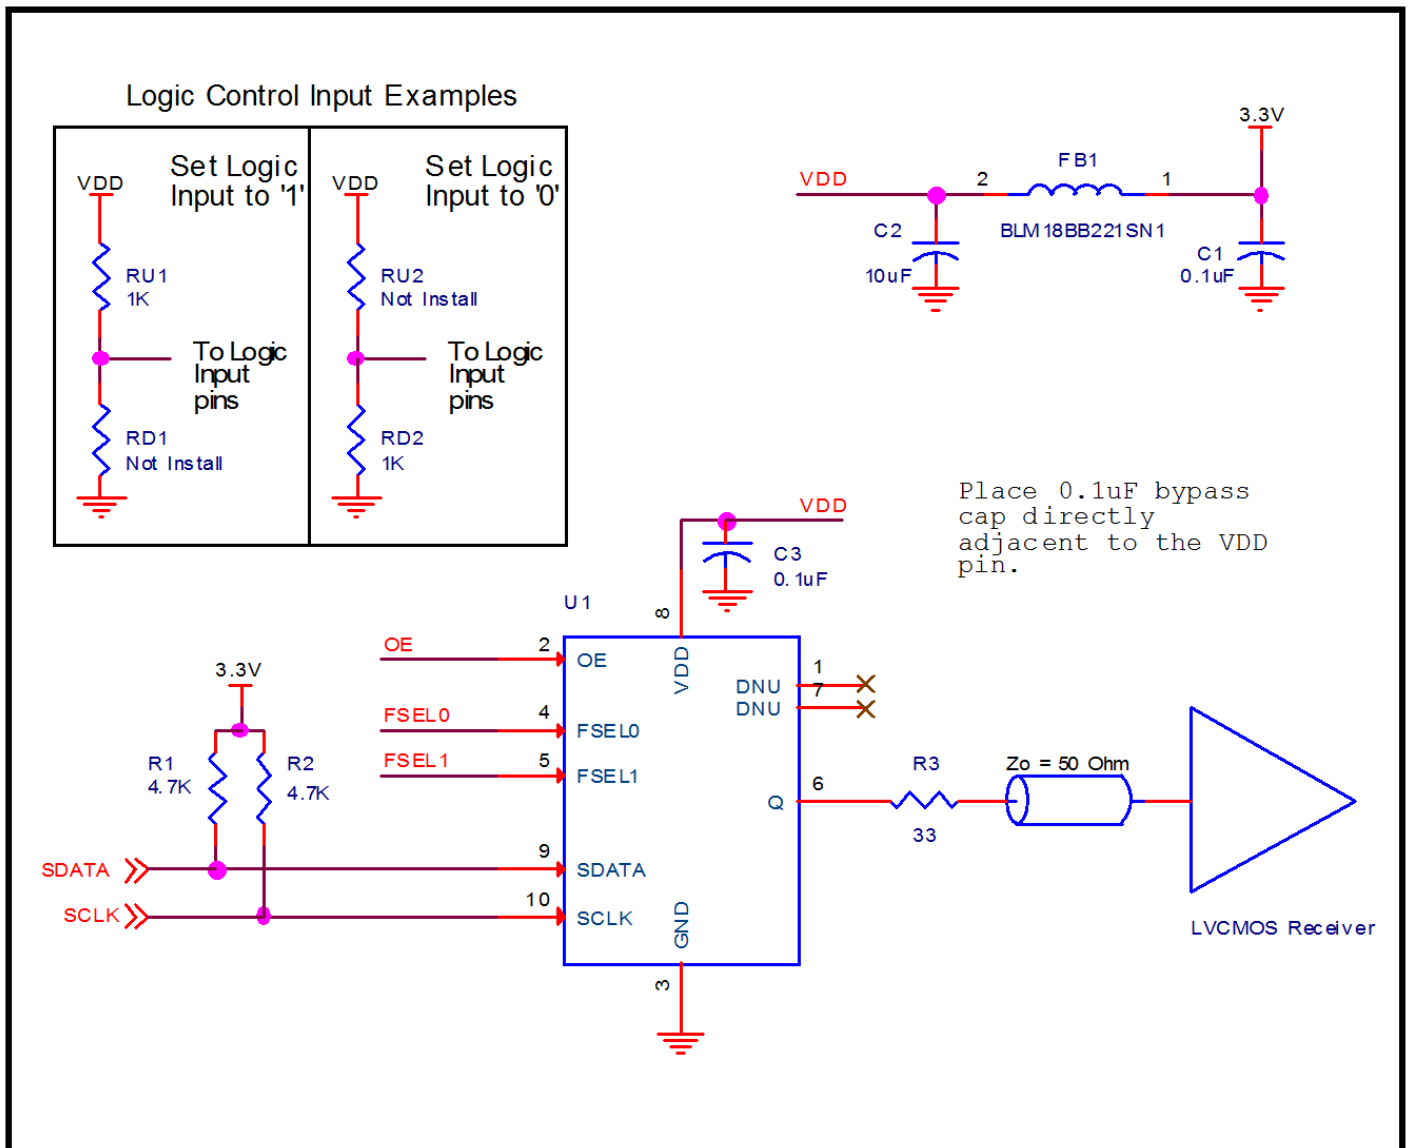 Logic Control Input Examples
Set Logic
Input to '1'
VDD
RU1
1K
To Logic
Input
pins
RD1
Not Install
Set Logic
Input to '0'
VDD
RU2
Not Install
To Logic
Input
pins
RD2
1K
3.3V
VDD
2
FB1
1
BLM18BB221SN1
C2
10uF
C1
0.1uF
Place 0.1uF bypass
cap directly
adjacent to the VDD
pin.
VDD
C3
0.1uF
U1
8
VDD
OE
2
OE
FSEL0
4
FSEL0
FSEL1
5
FSEL1
3.3V
R1
4.7K
R2
4.7K
SDATA
9
SDATA
SCLK
10
SCLK
GND
3
DNU
1
DNU
7
Q
6
R3
33
Zo = 50 Ohm
LVCMOS Receiver